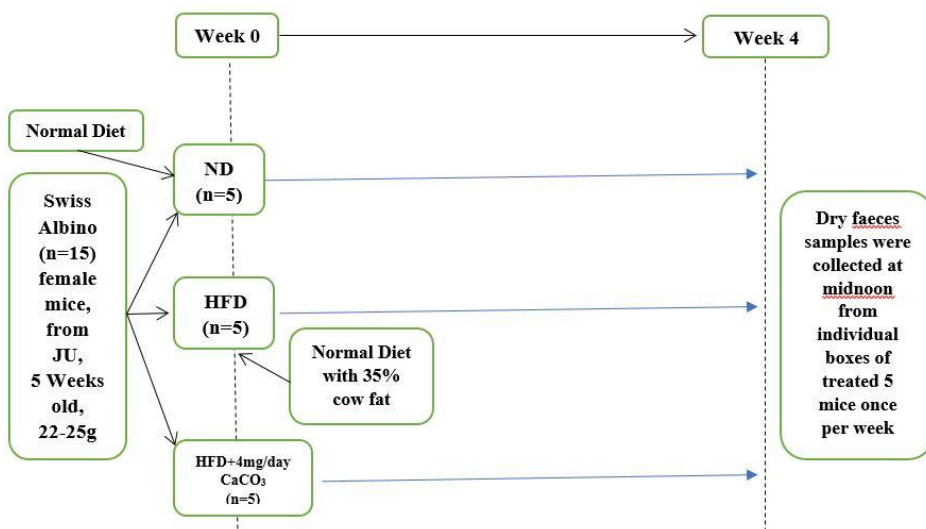 Week 0
Week 4
Normal Diet
ND
(n=5)
Swiss
Albino
(n=15)
female
mice,
from
JU,
5 Weeks
old,
22-25g
HFD
(n=5)
Normal Diet
with 35%
cow fat
HFD+4mg/day
CaCO₃
(n=5)
Dry faeces
samples were
collected at
midnoon
from
individual
boxes of
treated 5
mice once
per week